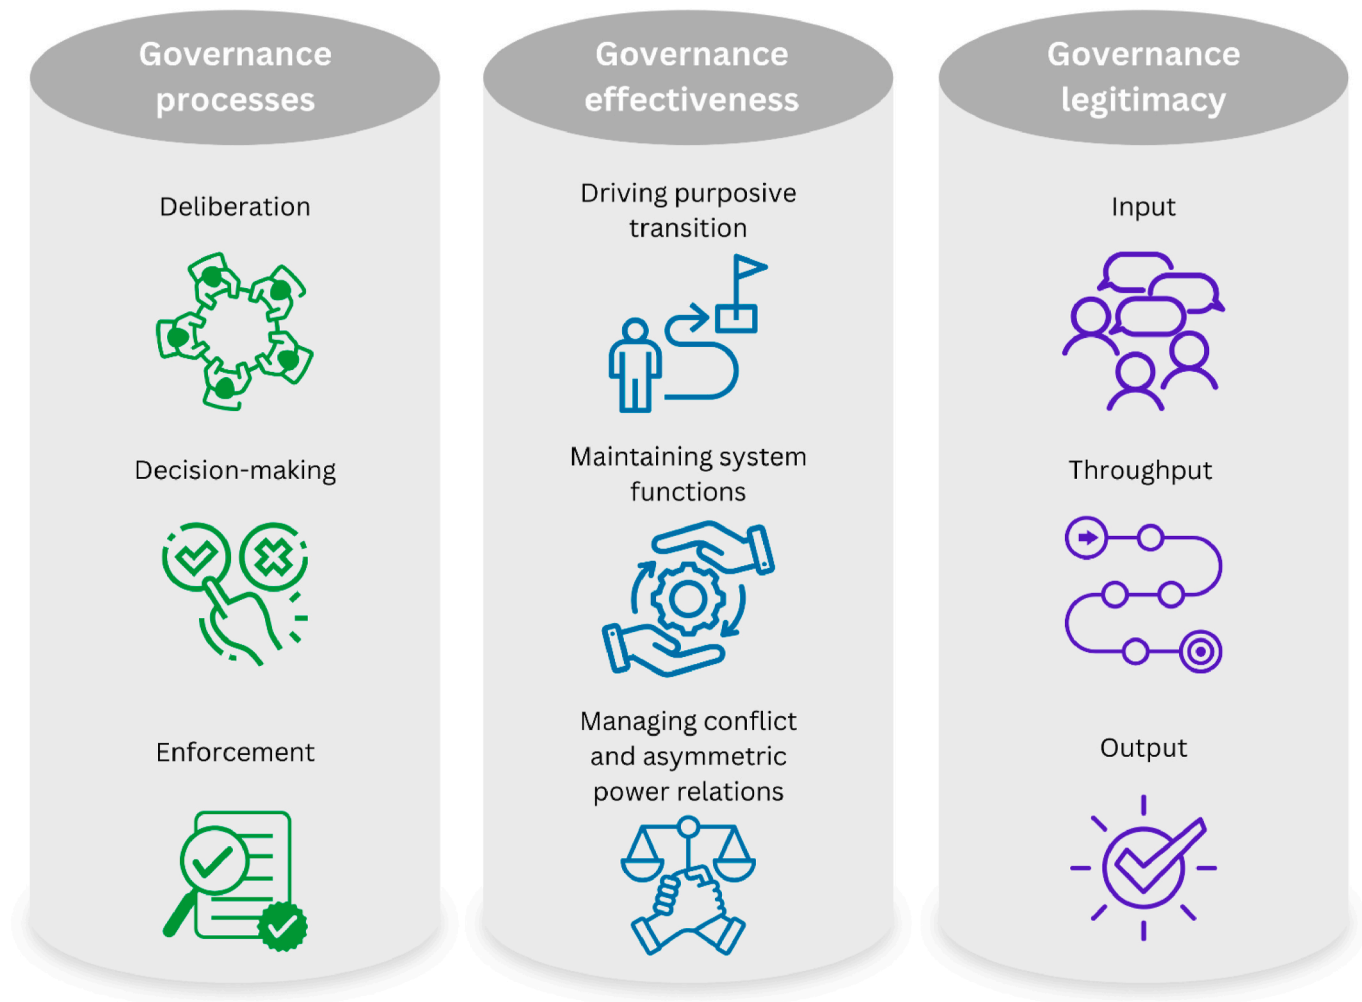 Governance
processes
Deliberation
Decision-making
Enforcement
Governance
effectiveness
Driving purposive
transition
Maintaining system
functions
Managing conflict
and asymmetric
power relations
Governance
legitimacy
Input
Throughput
Output